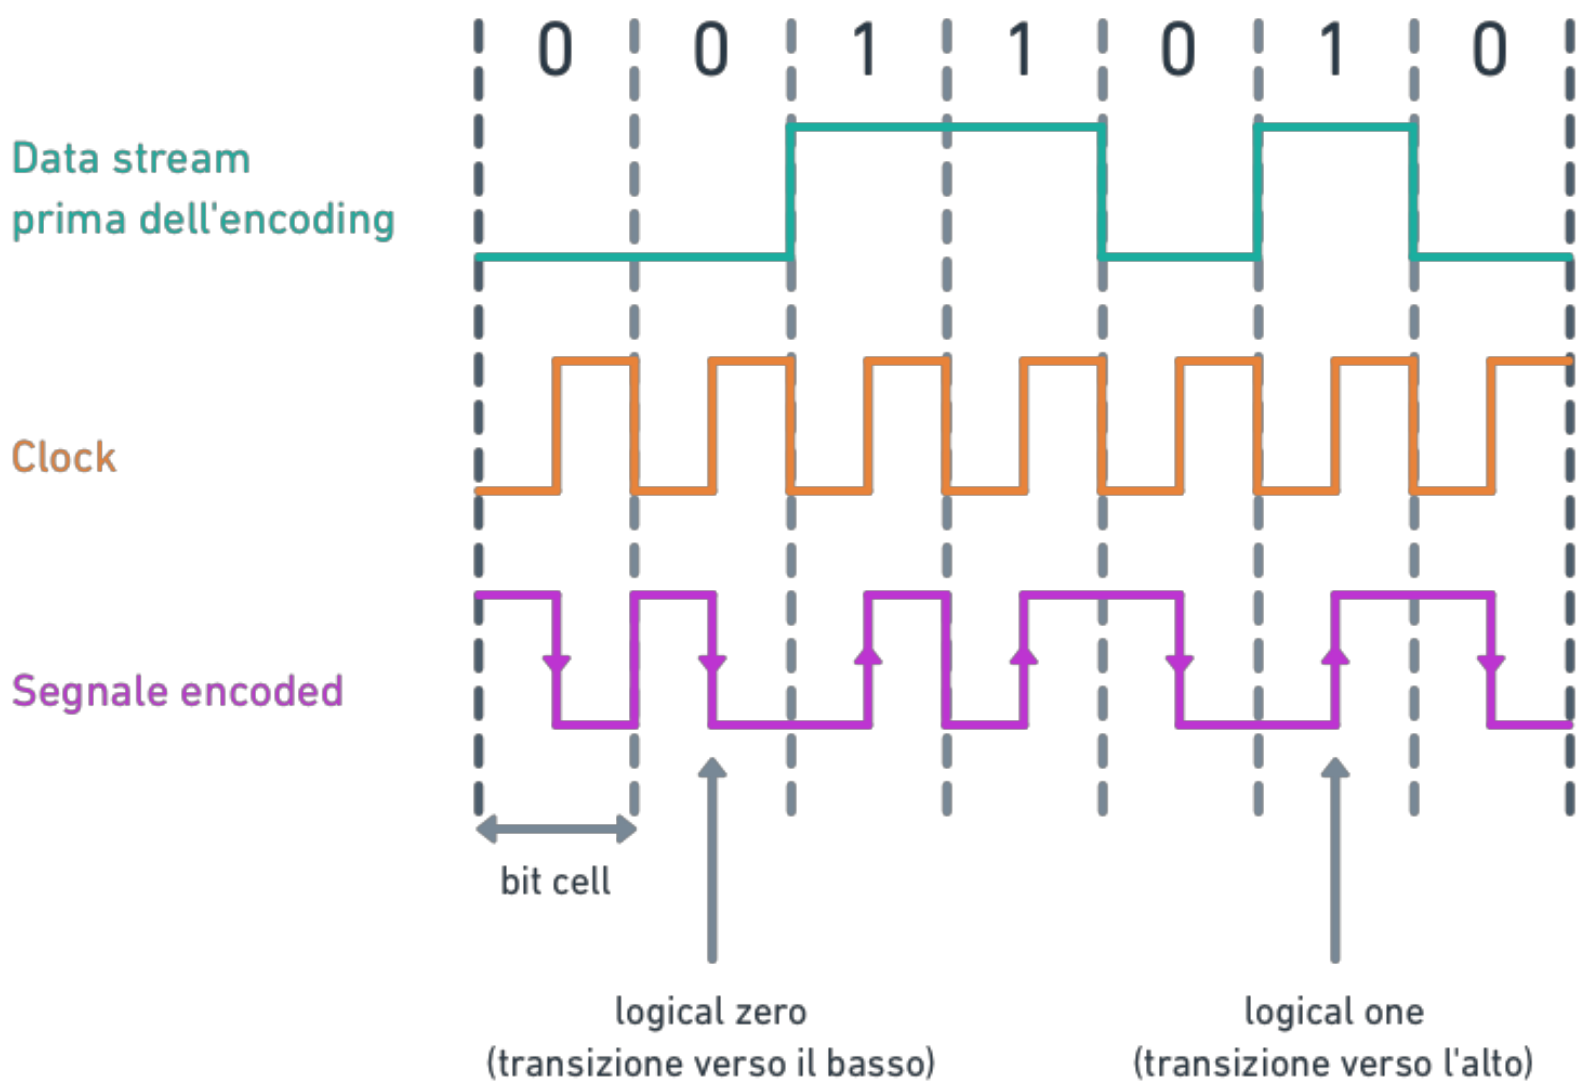 0 0 1 1 0 1 0
Data stream
prima dell'encoding
Clock
Segnale encoded
bit cell
logical zero
(transizione verso il basso)
logical one
(transizione verso l'alto)